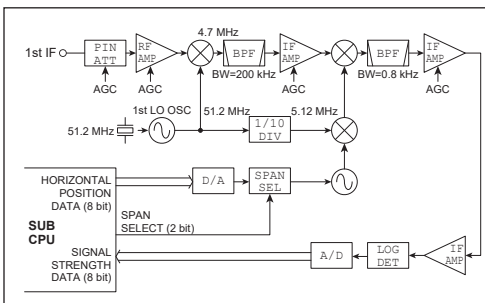 4.7 MHz
1st IF
PIN
ATT
RF
AMP
BPF
IF
AMP
BPF
IF
AMP
BW=200 kHz
BW=0.8 kHz
AGC
AGC
AGC
AGC
1st LO OSC
51.2 MHz
5.12 MHz
51.2 MHz
1/10
DIV
HORIZONTAL
POSITION
DATA (8 bit)
D/A
SPAN
SEL
SUB
CPU
SPAN
SELECT (2 bit)
SIGNAL
STRENGTH
DATA (8 bit)
A/D
LOG
DET
IF
AMP